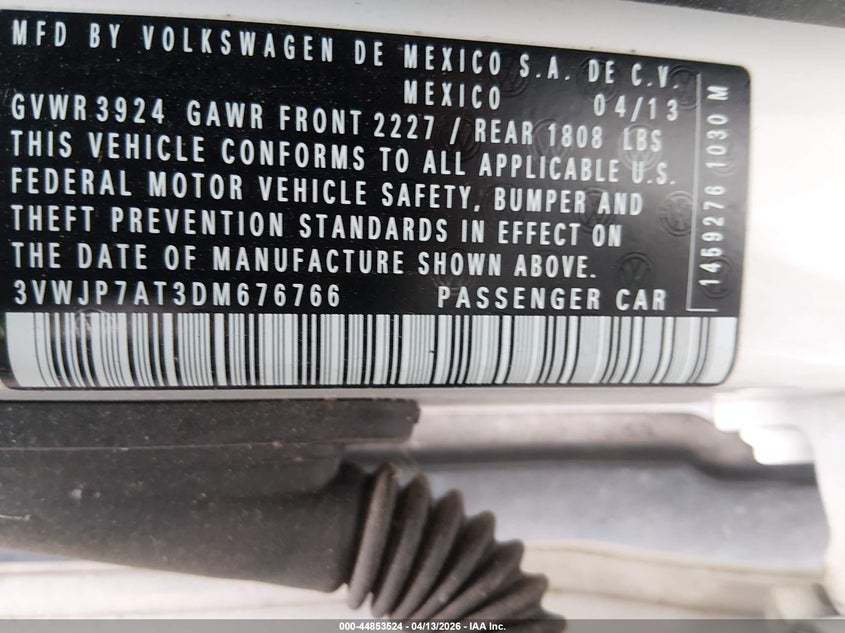 MFD BY VOLKSWAGEN DE MEXICO S.A. DE C.V.
MEXICO 04/13
GVWR 3924 GAWR FRONT 2227 / REAR 1808 LBS
THIS VEHICLE CONFORMS TO ALL APPLICABLE U.S.
FEDERAL MOTOR VEHICLE SAFETY, BUMPER AND
THEFT PREVENTION STANDARDS IN EFFECT ON
THE DATE OF MANUFACTURE SHOWN ABOVE.
3VWJP7AT3DM676766 PASSENGER CAR
1469276 1030 M
000-44853524 | 04/13/2026 | © IAA, Inc.